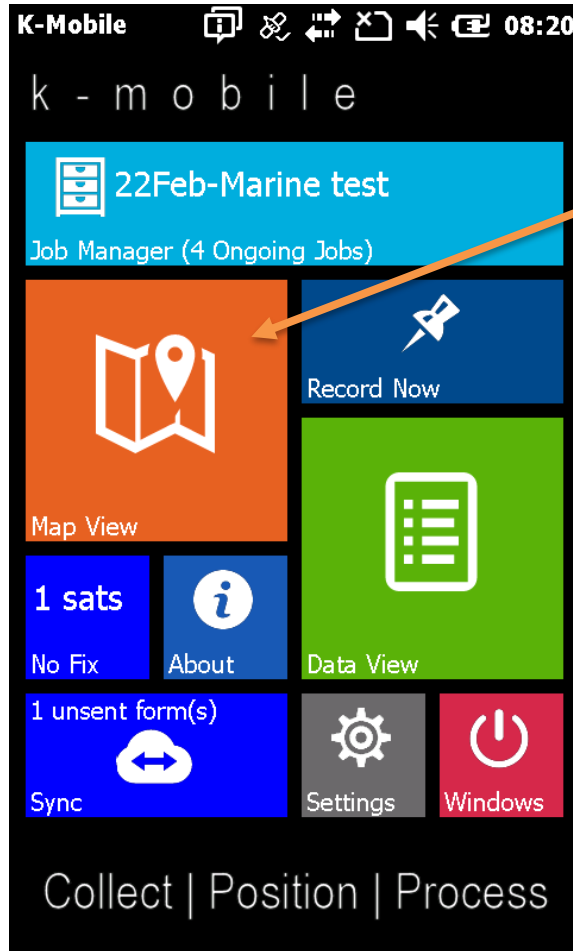 K-Mobile 08:20
k - m o b i l e
22Feb-Marine test
Job Manager (4 Ongoing Jobs)
Record Now
Map View
1 sats
No Fix
About
Data View
1 unsent form(s)
Sync
Settings
Windows
Collect | Position | Process